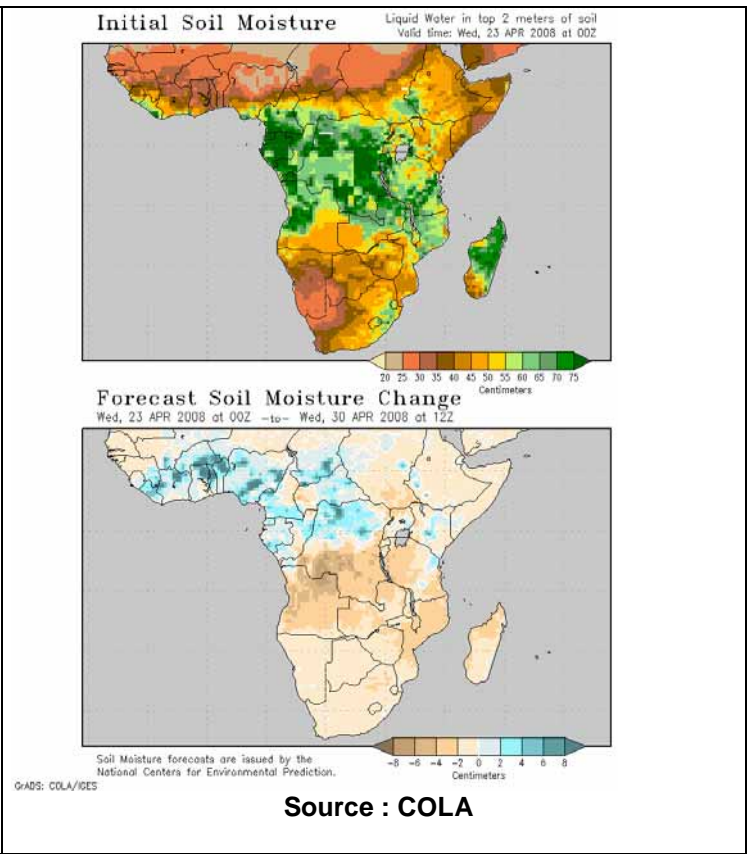 Initial Soil Moisture
Liquid Water in top 2 meters of soil
Valid time: Wed, 23 APR 2008 at 00Z
20 25 30 35 40 45 50 55 60 65 70 75
Centimeters
Forecast Soil Moisture Change
Wed, 23 APR 2008 at 00Z -to- Wed, 30 APR 2008 at 12Z
-8 -6 -4 -2 0 2 4 6 8
Centimeters
Soil Moisture forecasts are issued by the
National Centers for Environmental Prediction.
GrADS: COLA/IGES
Source : COLA